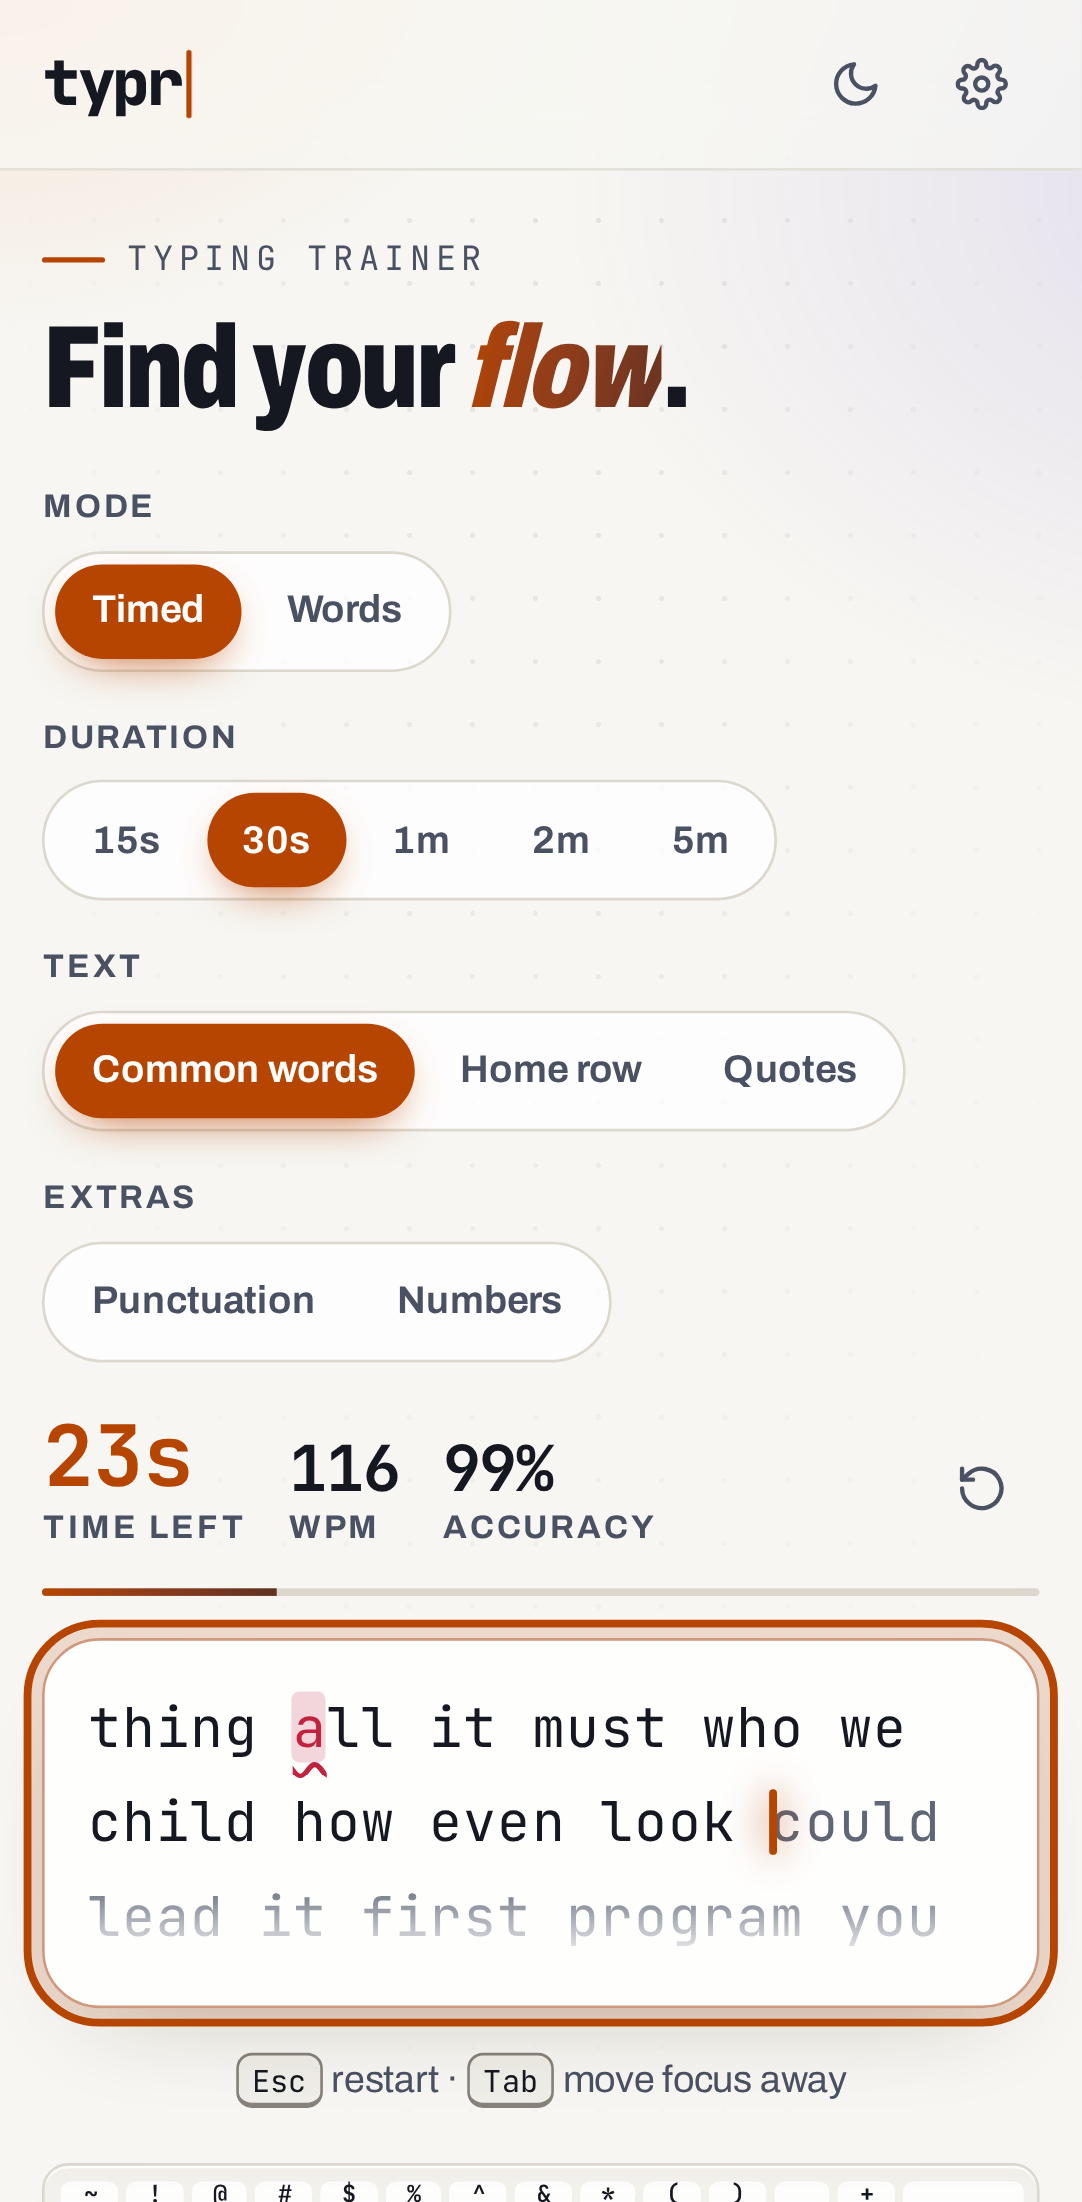 typr
TYPING TRAINER
Find your flow.
MODE
Timed Words
DURATION
15s 30s 1m 2m 5m
TEXT
Common words Home row Quotes
EXTRAS
Punctuation Numbers
23s 116 99%
TIME LEFT WPM ACCURACY
thing all it must who we
child how even look could
lead it first program you
Esc restart · Tab move focus away
~ ! @ # $ % ^ & * ( ) +